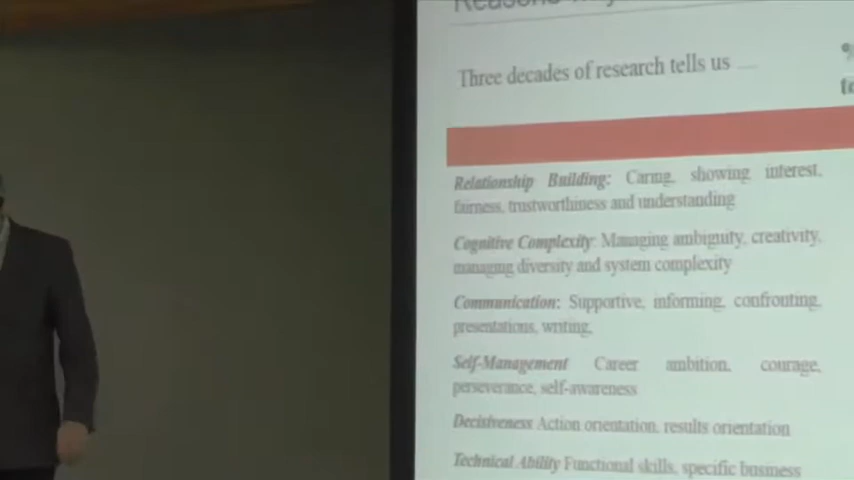 Three decades of research tells us ....
Relationship Building: Caring, showing interest,
fairness, trustworthiness and understanding
Cognitive Complexity: Managing ambiguity, creativity,
managing diversity and system complexity
Communication: Supportive, informing, confronting,
presentations, writing,
Self-Management Career ambition, courage,
perseverance, self-awareness
Decisiveness Action orientation, results orientation
Technical Ability Functional skills, specific business